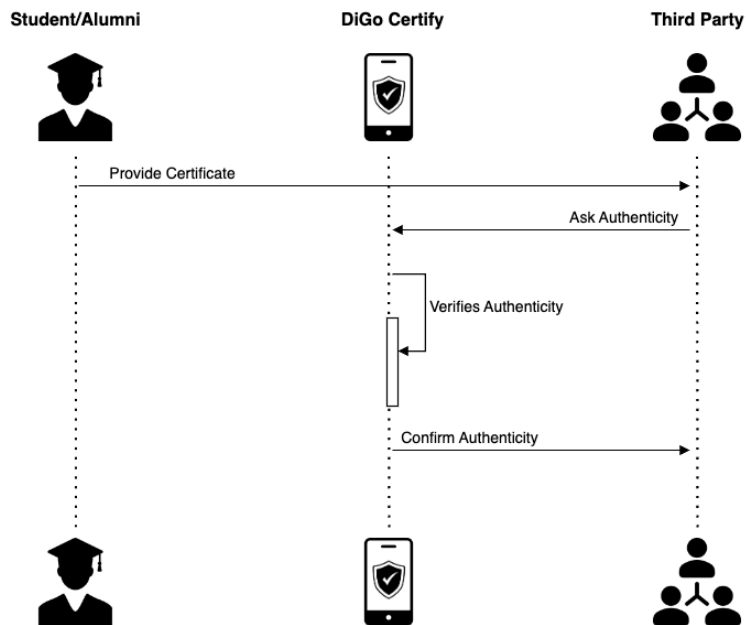 Student/Alumni
DiGo Certify
Third Party
Provide Certificate
Ask Authenticity
Verifies Authenticity
Confirm Authenticity